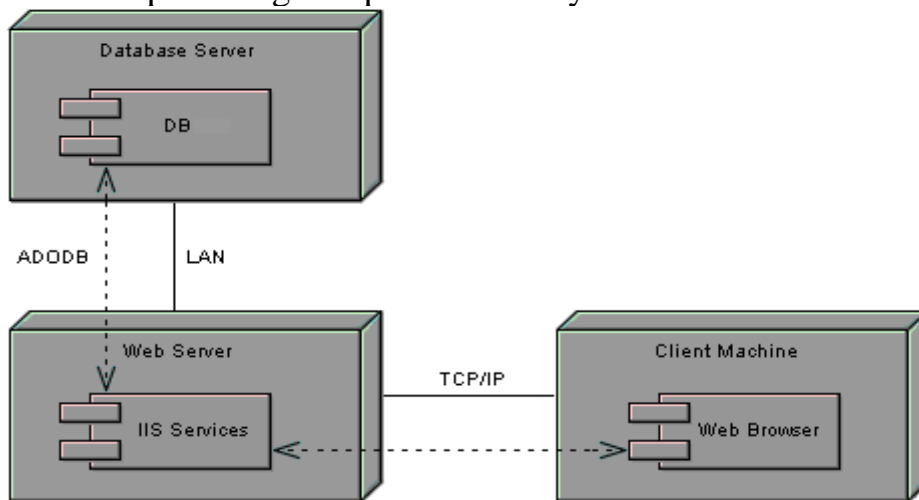 Database Server
DB
ADODB
LAN
Web Server
IIS Services
TCP/IP
Client Machine
Web Browser